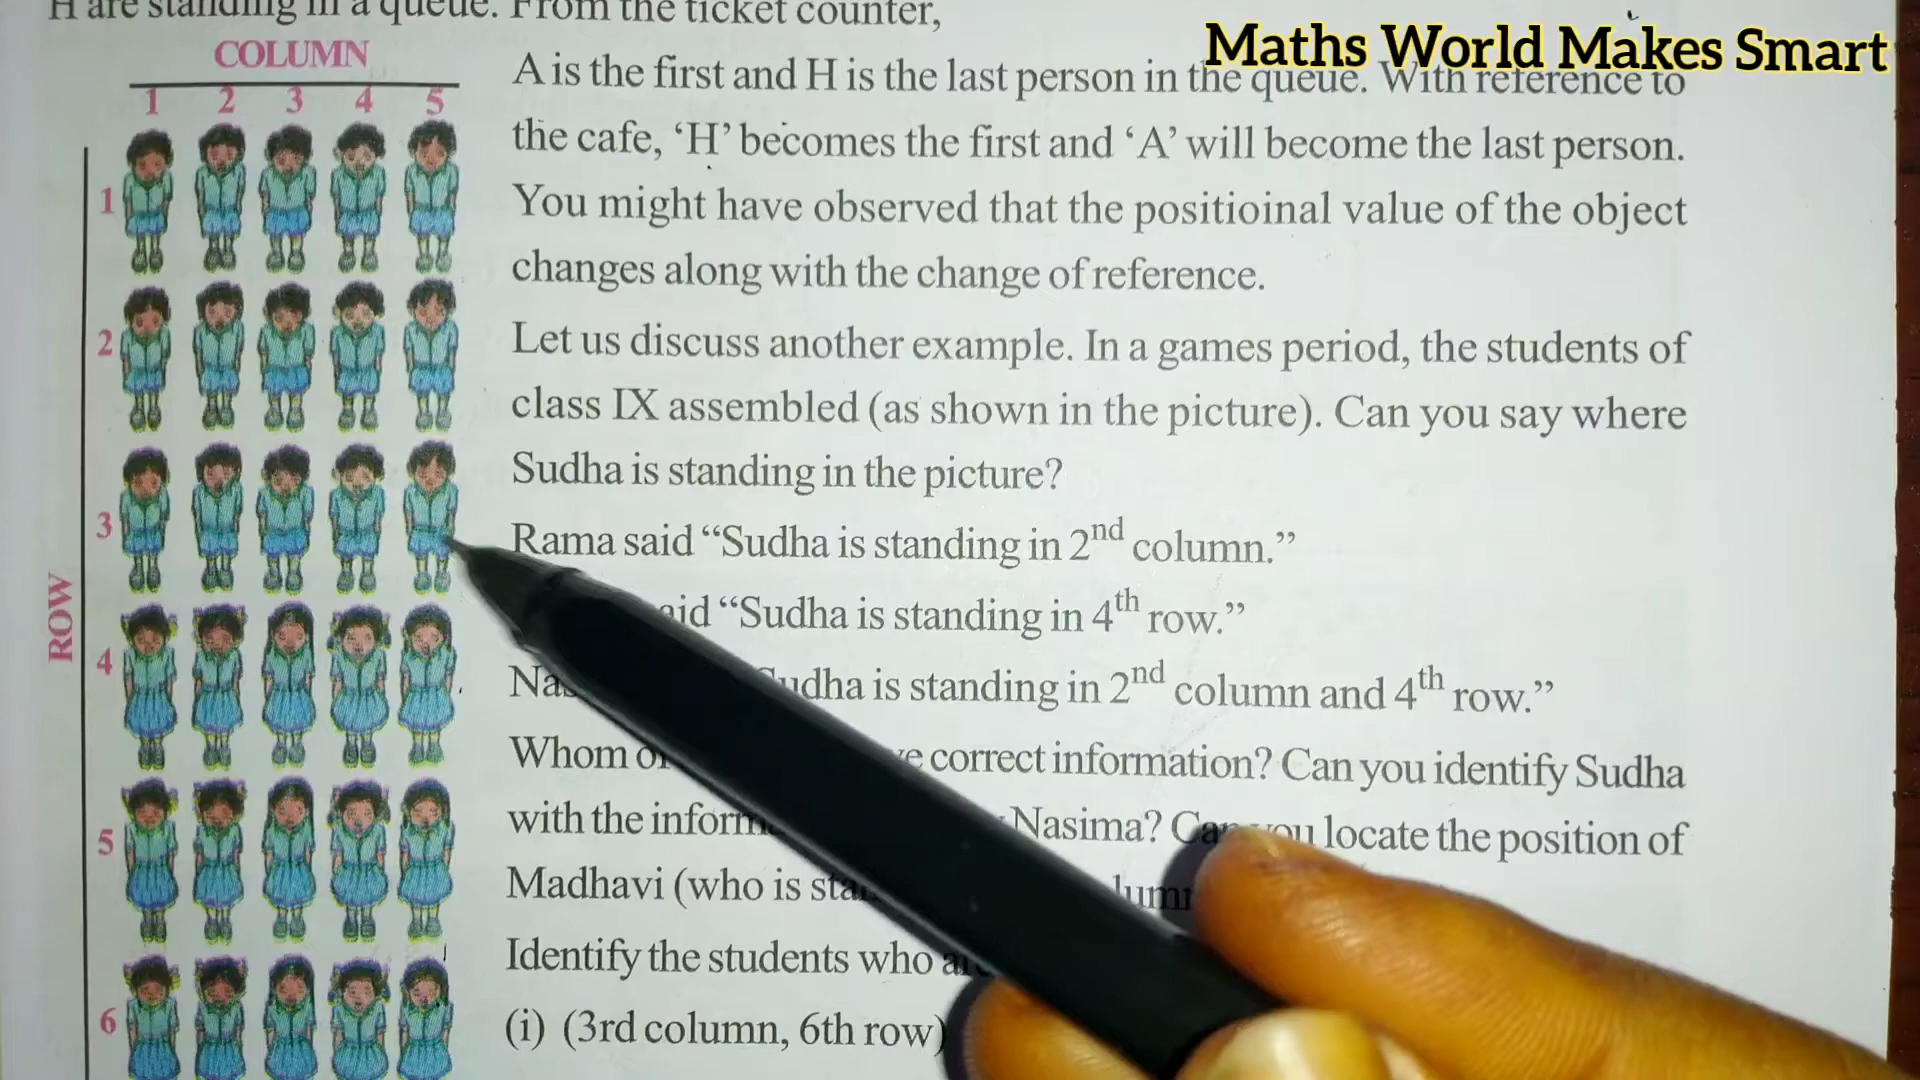 H are standing in a queue. From the ticket counter,
Maths World Makes Smart
COLUMN
1 2 3 4 5
ROW
1
2
3
4
5
6
A is the first and H is the last person in the queue. With reference to
the cafe, ‘H’ becomes the first and ‘A’ will become the last person.
You might have observed that the positioinal value of the object
changes along with the change of reference.
Let us discuss another example. In a games period, the students of
class IX assembled (as shown in the picture). Can you say where
Sudha is standing in the picture?
Rama said “Sudha is standing in 2nd column.”
“Sudha is standing in 4th row.”
Sudha is standing in 2nd column and 4th row.”
Whom correct information? Can you identify Sudha
with the Nasima? Can you locate the position of
Madhavi (who is
Identify the students who
(i) (3rd column, 6th row)